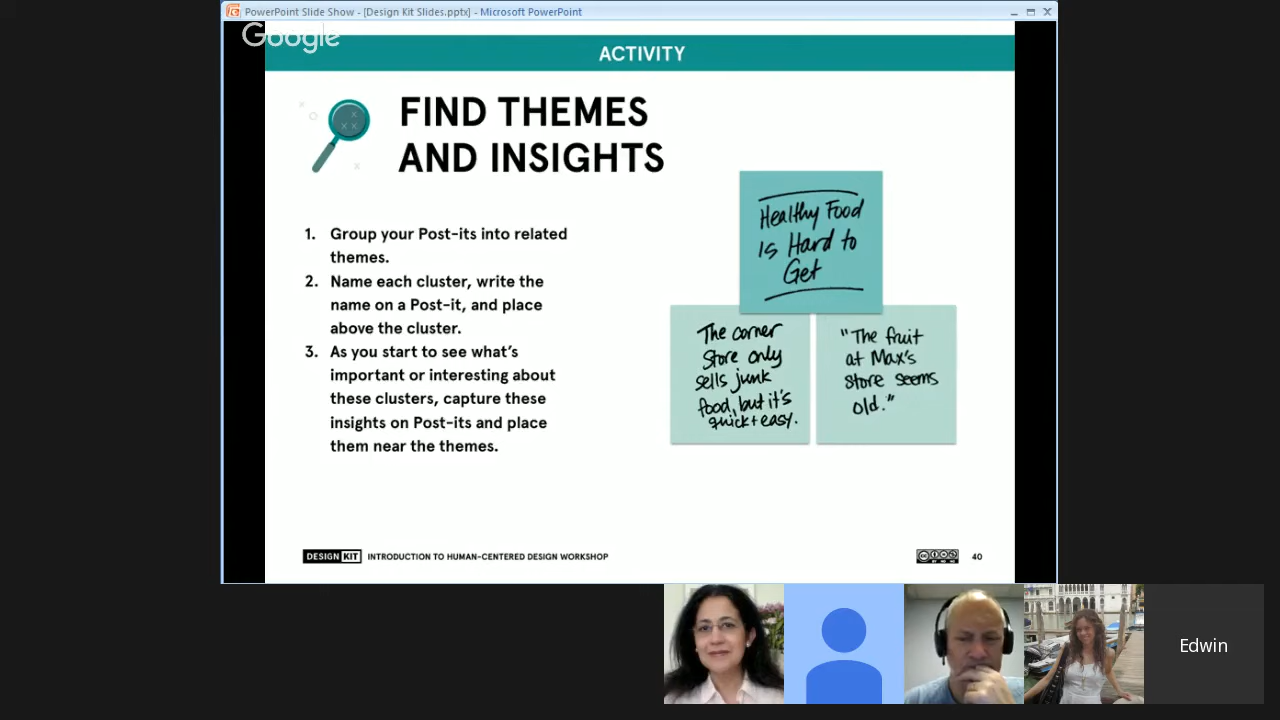 PowerPoint Slide Show - [Design Kit Slides.pptx] - Microsoft PowerPoint
Google
ACTIVITY
FIND THEMES
AND INSIGHTS
1. Group your Post-its into related
themes.
2. Name each cluster, write the
name on a Post-it, and place
above the cluster.
3. As you start to see what's
important or interesting about
these clusters, capture these
insights on Post-its and place
them near the themes.
Healthy Food
is Hard to
Get
The corner
Store only
sells junk
food, but it's
quick + easy.
"The fruit
at Max's
store seems
old."
DESIGN KIT INTRODUCTION TO HUMAN-CENTERED DESIGN WORKSHOP
40
Edwin